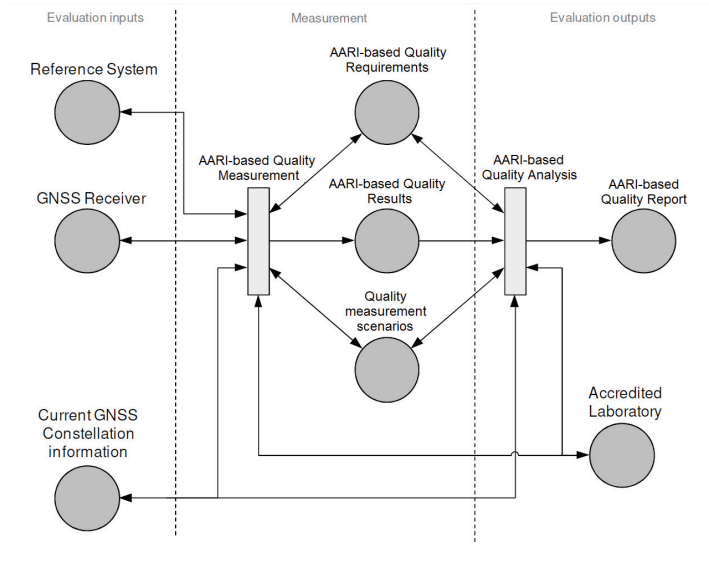 Evaluation inputs
Measurement
Evaluation outputs
AARI-based Quality
Requirements
Reference System
AARI-based Quality
Measurement
AARI-based
Quality Analysis
GNSS Receiver
AARI-based Quality
Results
AARI-based
Quality Report
Quality
measurement
scenarios
Accredited
Laboratory
Current GNSS
Constellation
information